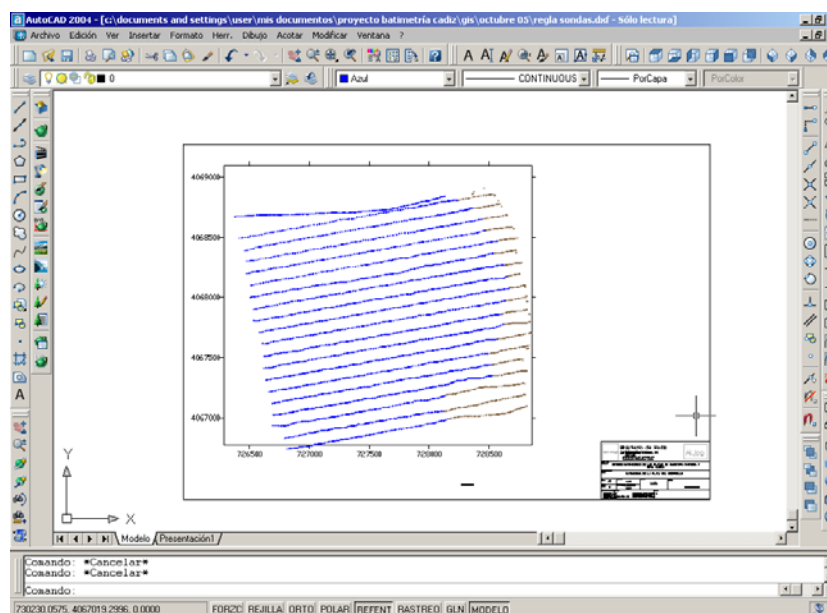 AutoCAD 2004 - [c:\documents and settings\user\mis documentos\proyecto batimetría cadiz\gis\octubre 05\regla sondas.dxf - Sólo lectura]
Archivo Edición Ver Insertar Formato Herr. Dibujo Acotar Modificar Ventana ?
0 Azul CONTINUOUS PorCapa PorColor
4069000
4068500
4068000
4067500
4067000
726500 727000 727500 728000 728500
Y
X
Modelo Presentación1
Comando: *Cancelar*
Comando: *Cancelar*
Comando:
730230.0575, 4067019.2996, 0.0000 FORZC REJILLA ORTO POLAR REFENT RASTREO GLN MODELO